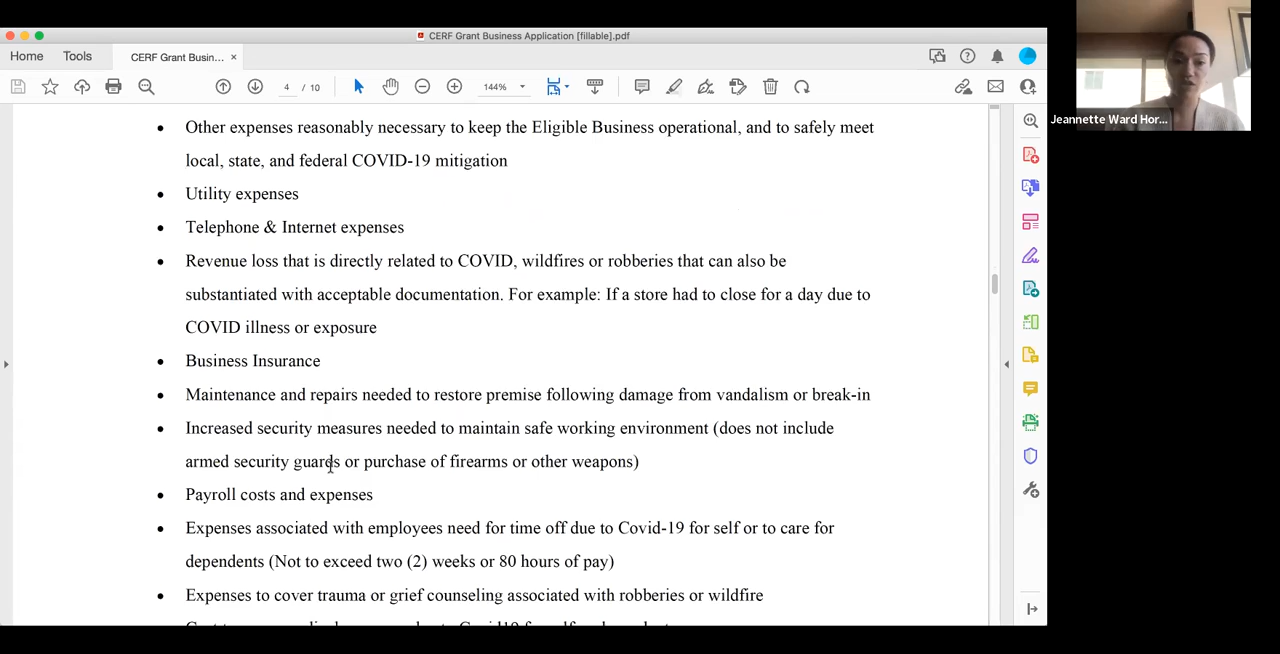 CERF Grant Business Application [fillable].pdf
Home
Tools
CERF Grant Busin... ×
4 / 10
144%
Jeannette Ward Hor...
• Other expenses reasonably necessary to keep the Eligible Business operational, and to safely meet
local, state, and federal COVID-19 mitigation
• Utility expenses
• Telephone & Internet expenses
• Revenue loss that is directly related to COVID, wildfires or robberies that can also be
substantiated with acceptable documentation. For example: If a store had to close for a day due to
COVID illness or exposure
• Business Insurance
• Maintenance and repairs needed to restore premise following damage from vandalism or break-in
• Increased security measures needed to maintain safe working environment (does not include
armed security guards or purchase of firearms or other weapons)
• Payroll costs and expenses
• Expenses associated with employees need for time off due to Covid-19 for self or to care for
dependents (Not to exceed two (2) weeks or 80 hours of pay)
• Expenses to cover trauma or grief counseling associated with robberies or wildfire